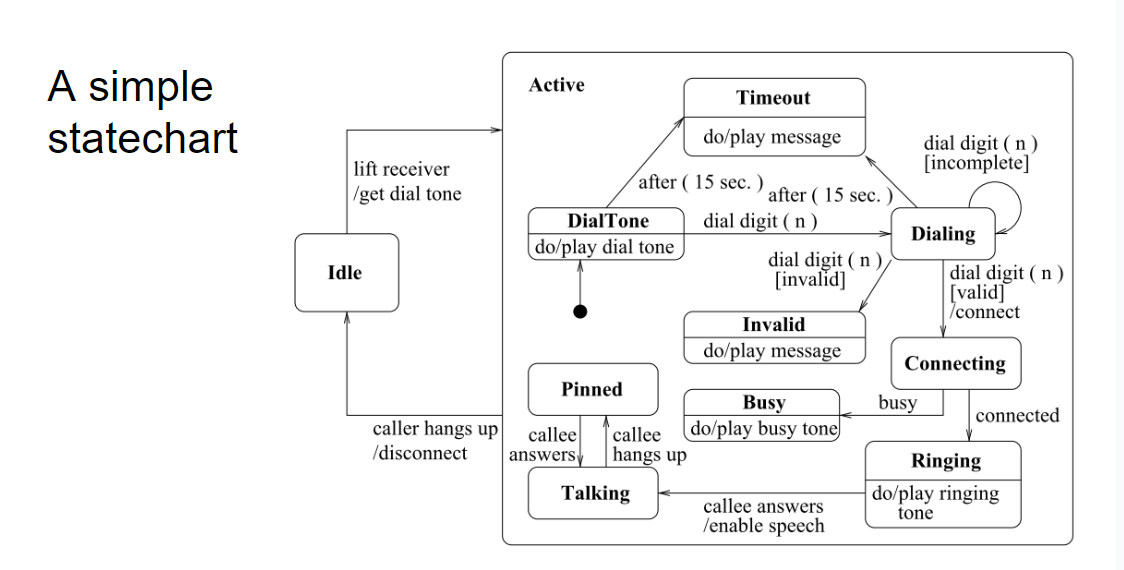 A simple
statechart
Active
Timeout
do/play message
dial digit ( n )
[incomplete]
lift receiver
/get dial tone
after ( 15 sec. )
after ( 15 sec. )
DialTone
do/play dial tone
dial digit ( n )
Dialing
Idle
dial digit ( n )
[invalid]
dial digit ( n )
[valid]
/connect
Invalid
do/play message
Connecting
Pinned
Busy
do/play busy tone
busy
connected
caller hangs up
/disconnect
callee
answers
callee
hangs up
Ringing
do/play ringing
tone
Talking
callee answers
/enable speech